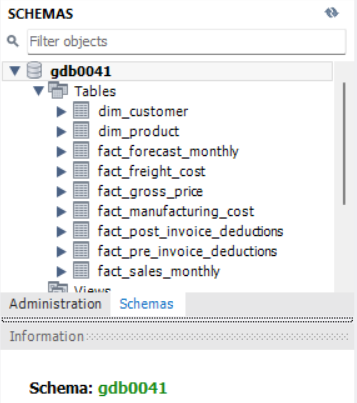 SCHEMAS
Filter objects
gdb0041
Tables
dim_customer
dim_product
fact_forecast_monthly
fact_freight_cost
fact_gross_price
fact_manufacturing_cost
fact_post_invoice_deductions
fact_pre_invoice_deductions
fact_sales_monthly
Views
Administration Schemas
Information
Schema: gdb0041